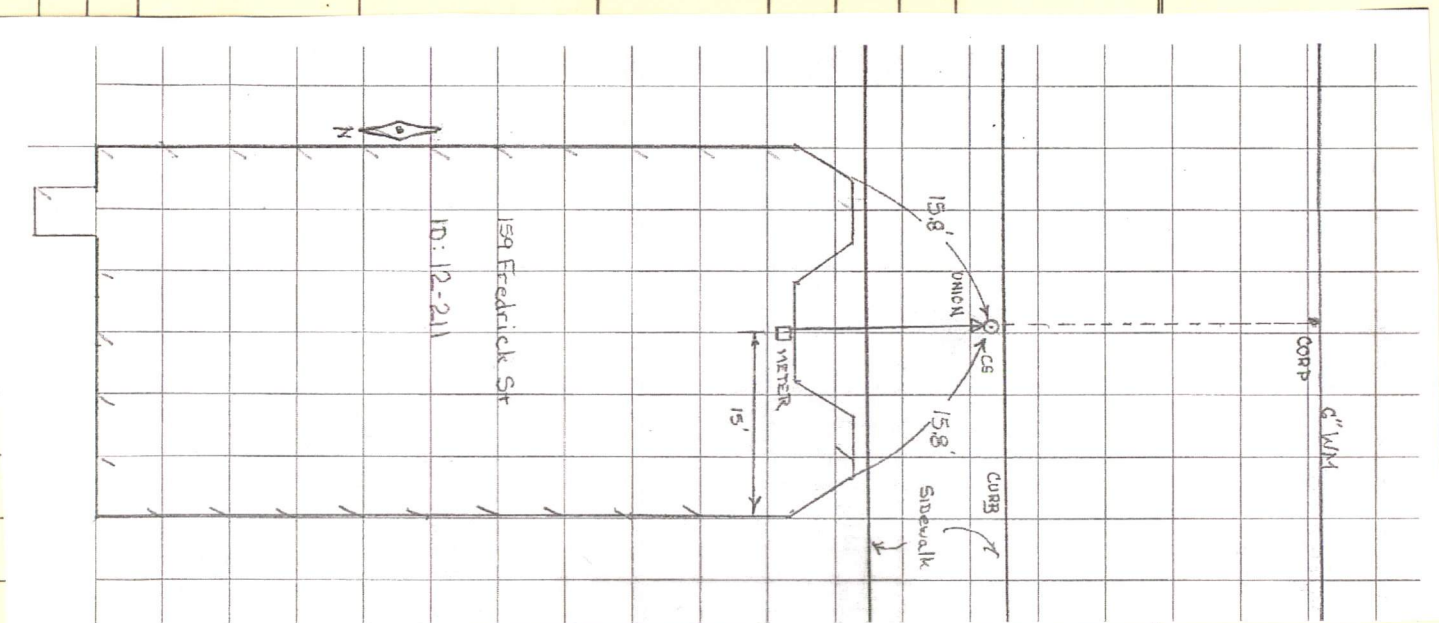 N
159 Fredrick St
ID: 12-211
METER
15'
15.8'
UNION
CS
15.8'
CURB
Sidewalk
CORP
6" WM